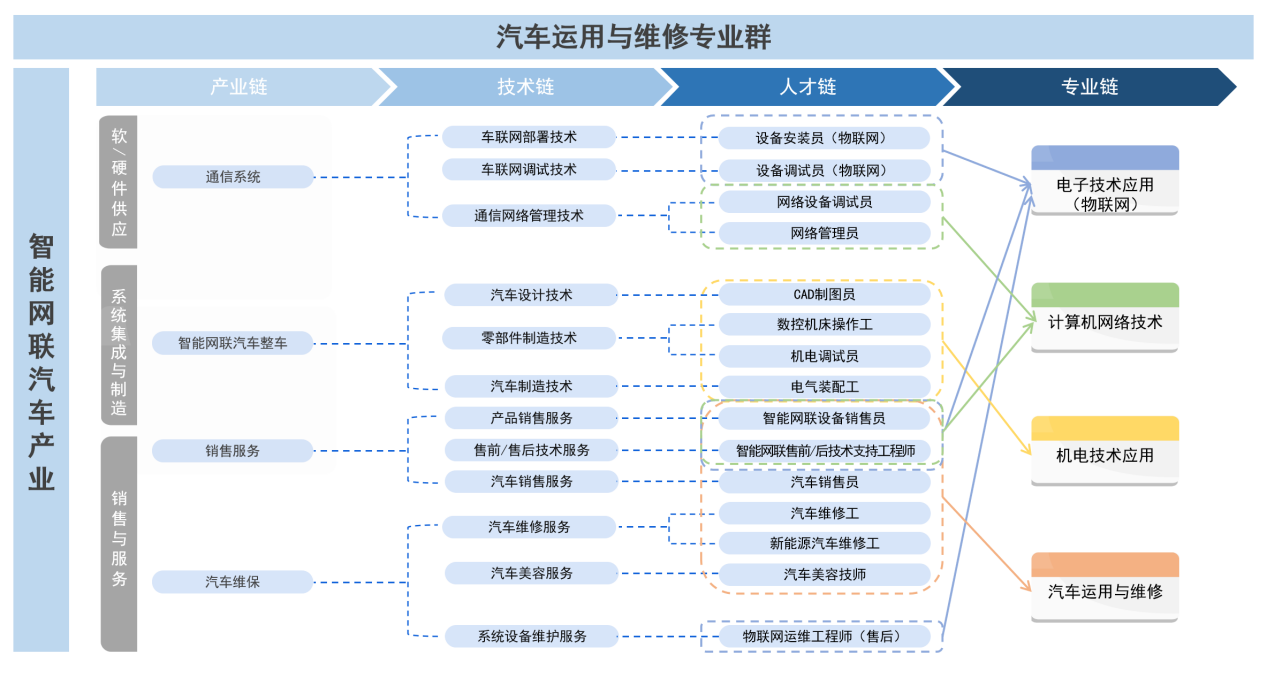 汽车运用与维修专业群
智能网联汽车产业
产业链
技术链
人才链
专业链
软/硬件供应
通信系统
车联网部署技术
设备安装员（物联网）
车联网调试技术
设备调试员（物联网）
通信网络管理技术
网络设备调试员
网络管理员
电子技术应用
（物联网）
系统集成与制造
智能网联汽车整车
汽车设计技术
CAD制图员
零部件制造技术
数控机床操作工
机电调试员
汽车制造技术
电气装配工
计算机网络技术
销售与服务
销售服务
产品销售服务
智能网联设备销售员
售前/售后技术服务
智能网联售前/后技术支持工程师
汽车销售服务
汽车销售员
机电技术应用
汽车维保
汽车维修服务
汽车维修工
新能源汽车维修工
汽车美容服务
汽车美容技师
系统设备维护服务
物联网运维工程师（售后）
汽车运用与维修